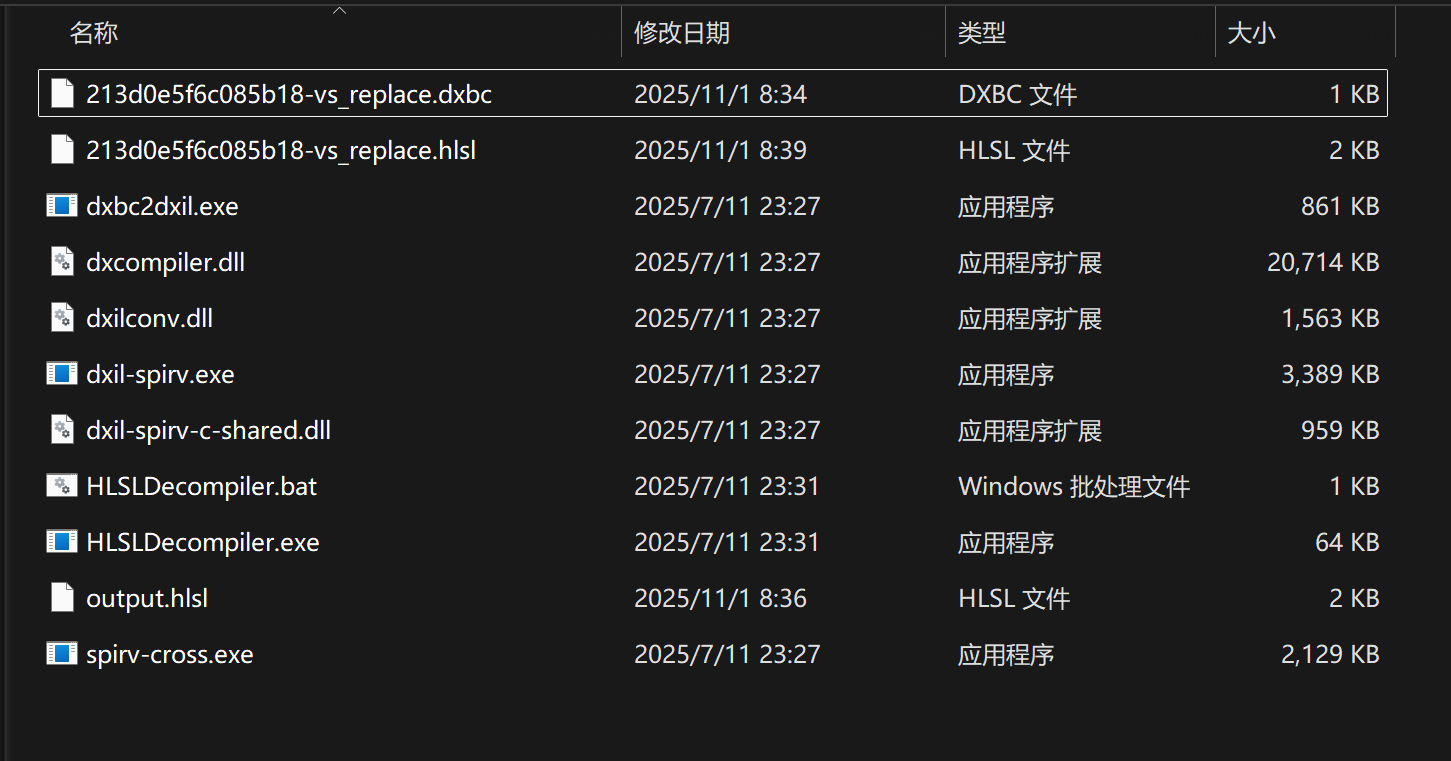 名称 修改日期 类型 大小
213d0e5f6c085b18-vs_replace.dxbc 2025/11/1 8:34 DXBC 文件 1 KB
213d0e5f6c085b18-vs_replace.hlsl 2025/11/1 8:39 HLSL 文件 2 KB
dxbc2dxil.exe 2025/7/11 23:27 应用程序 861 KB
dxcompiler.dll 2025/7/11 23:27 应用程序扩展 20,714 KB
dxilconv.dll 2025/7/11 23:27 应用程序扩展 1,563 KB
dxil-spirv.exe 2025/7/11 23:27 应用程序 3,389 KB
dxil-spirv-c-shared.dll 2025/7/11 23:27 应用程序扩展 959 KB
HLSLDecompiler.bat 2025/7/11 23:31 Windows 批处理文件 1 KB
HLSLDecompiler.exe 2025/7/11 23:31 应用程序 64 KB
output.hlsl 2025/11/1 8:36 HLSL 文件 2 KB
spirv-cross.exe 2025/7/11 23:27 应用程序 2,129 KB